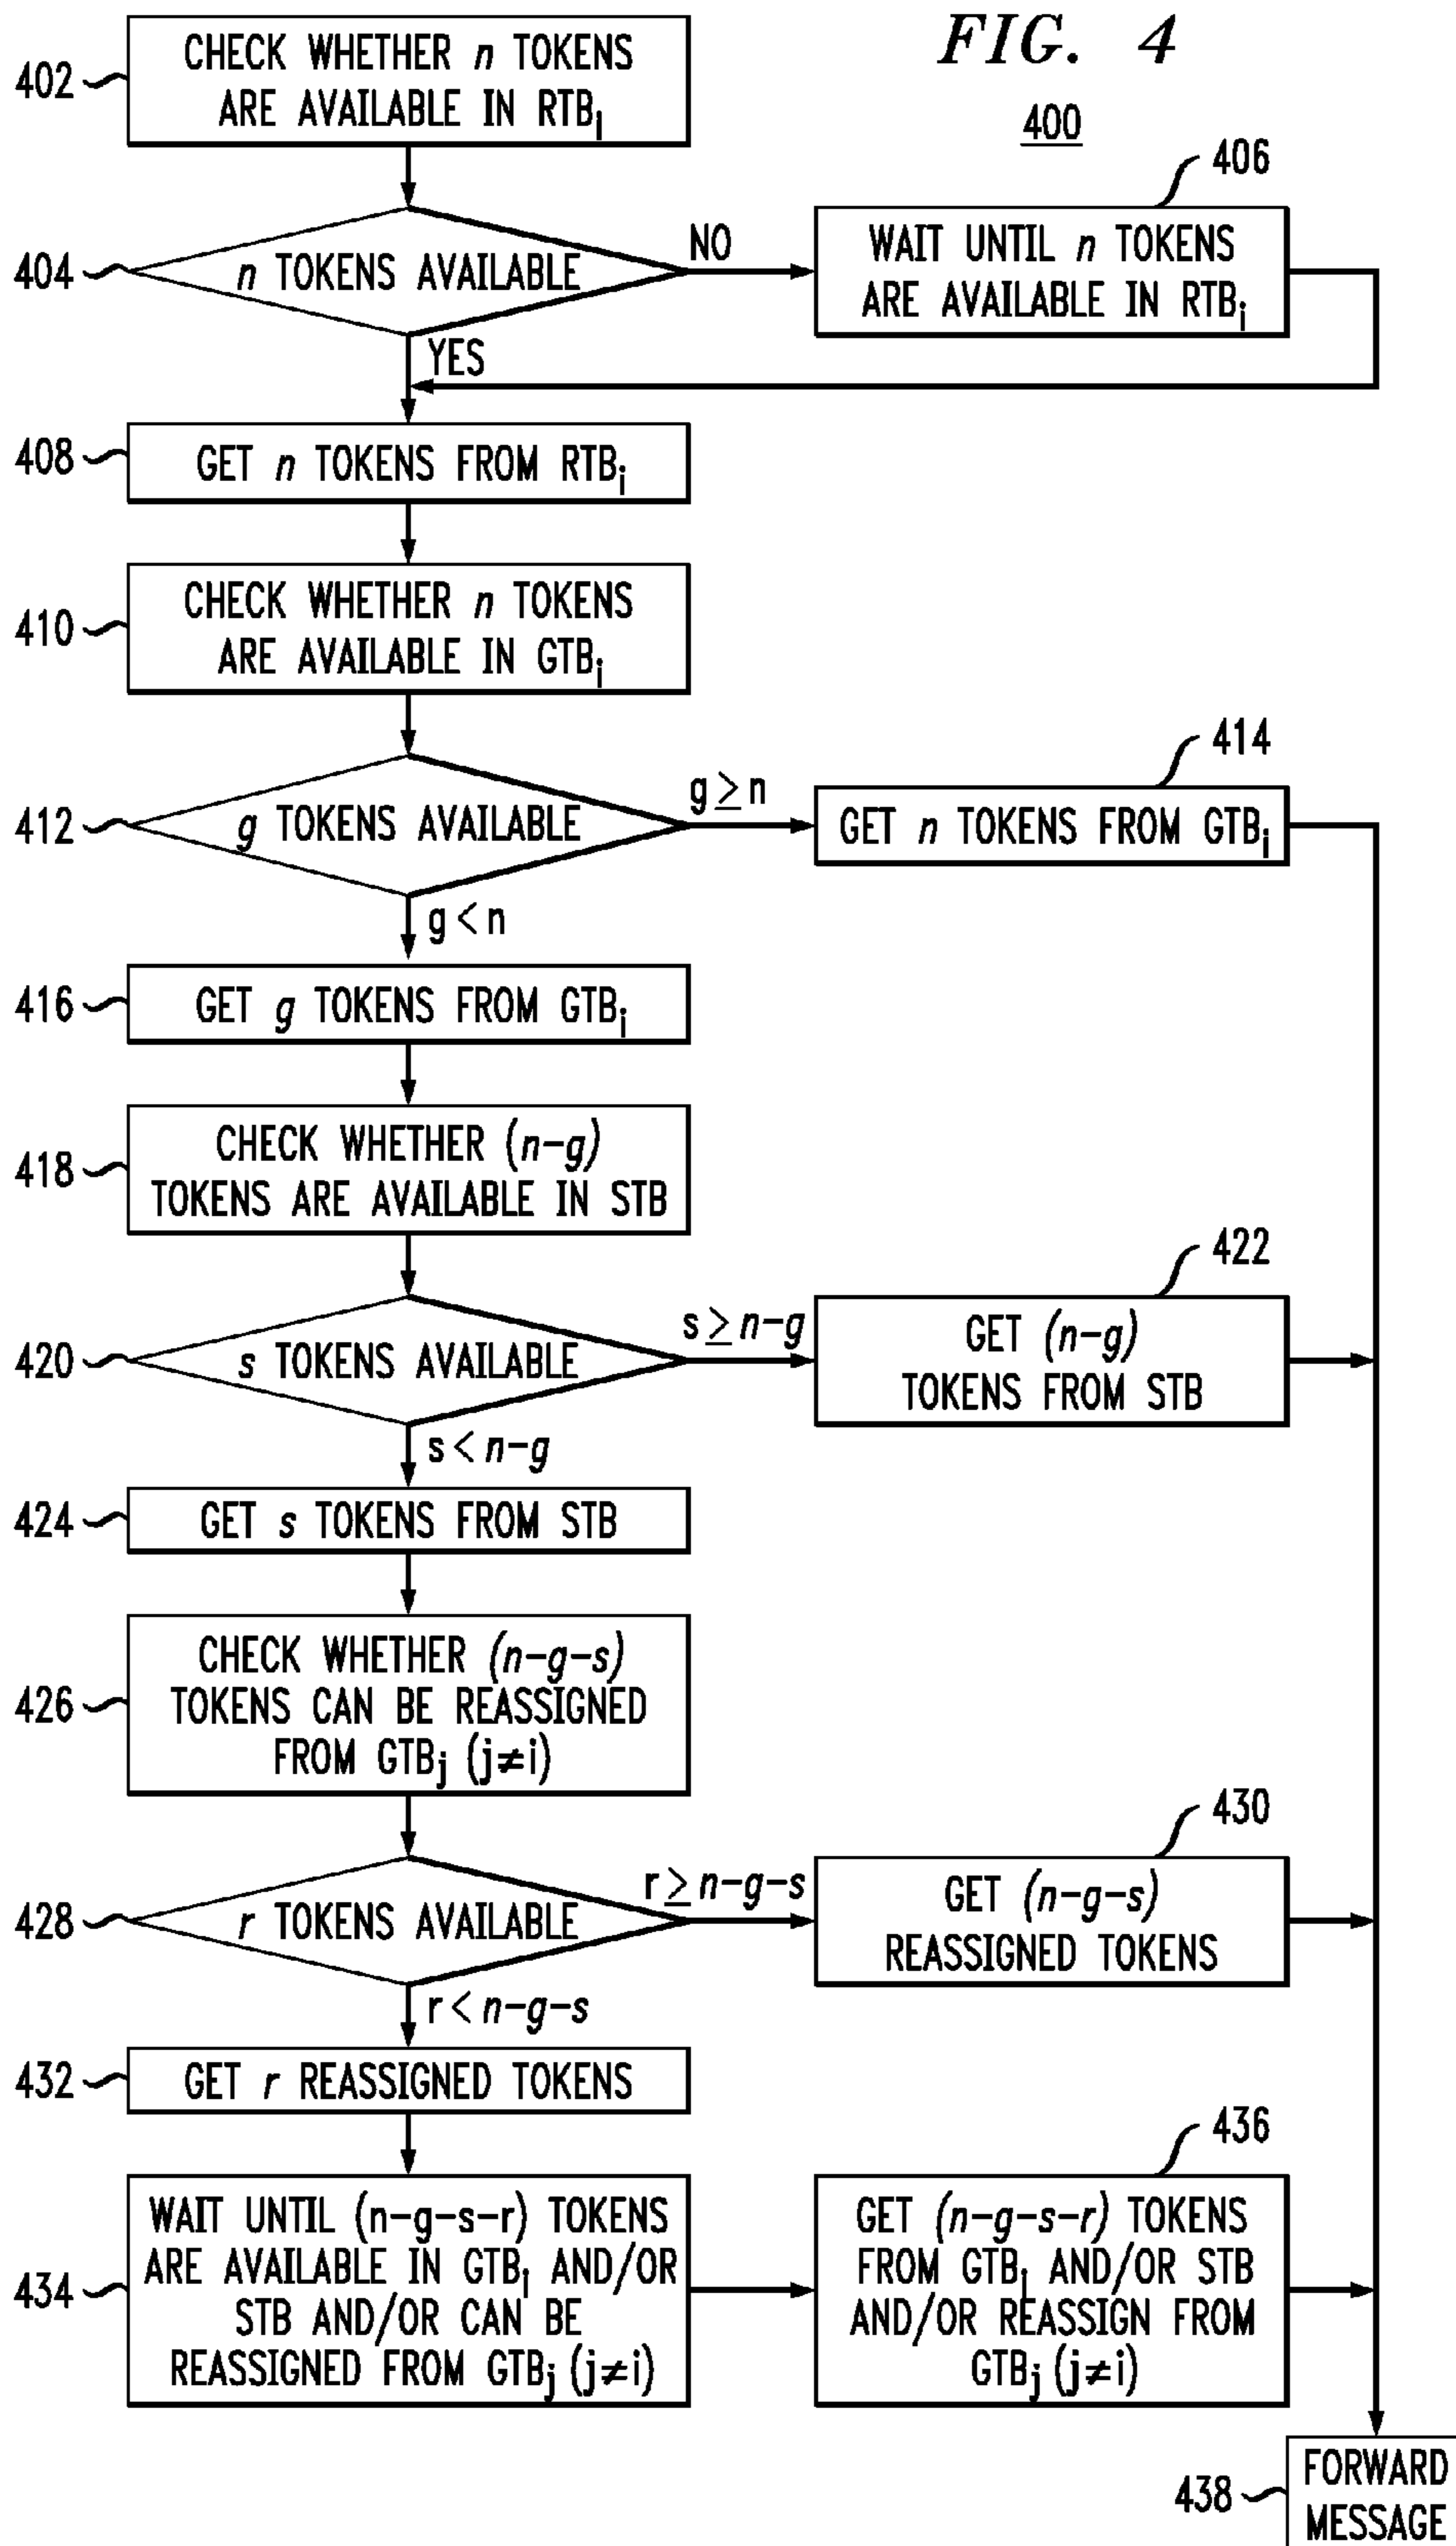 FIG. 4
400
402
CHECK WHETHER n TOKENS
ARE AVAILABLE IN RTBi
404
n TOKENS AVAILABLE
NO
406
WAIT UNTIL n TOKENS
ARE AVAILABLE IN RTBi
YES
408
GET n TOKENS FROM RTBi
410
CHECK WHETHER n TOKENS
ARE AVAILABLE IN GTBi
412
g TOKENS AVAILABLE
g ≥ n
414
GET n TOKENS FROM GTBi
g < n
416
GET g TOKENS FROM GTBi
418
CHECK WHETHER (n-g)
TOKENS ARE AVAILABLE IN STB
420
s TOKENS AVAILABLE
s ≥ n-g
422
GET (n-g)
TOKENS FROM STB
s < n-g
424
GET s TOKENS FROM STB
426
CHECK WHETHER (n-g-s)
TOKENS CAN BE REASSIGNED
FROM GTBj (j≠i)
428
r TOKENS AVAILABLE
r ≥ n-g-s
430
GET (n-g-s)
REASSIGNED TOKENS
r < n-g-s
432
GET r REASSIGNED TOKENS
434
WAIT UNTIL (n-g-s-r) TOKENS
ARE AVAILABLE IN GTBi AND/OR
STB AND/OR CAN BE
REASSIGNED FROM GTBj (j≠i)
436
GET (n-g-s-r) TOKENS
FROM GTBi AND/OR STB
AND/OR REASSIGN FROM
GTBj (j≠i)
438
FORWARD
MESSAGE